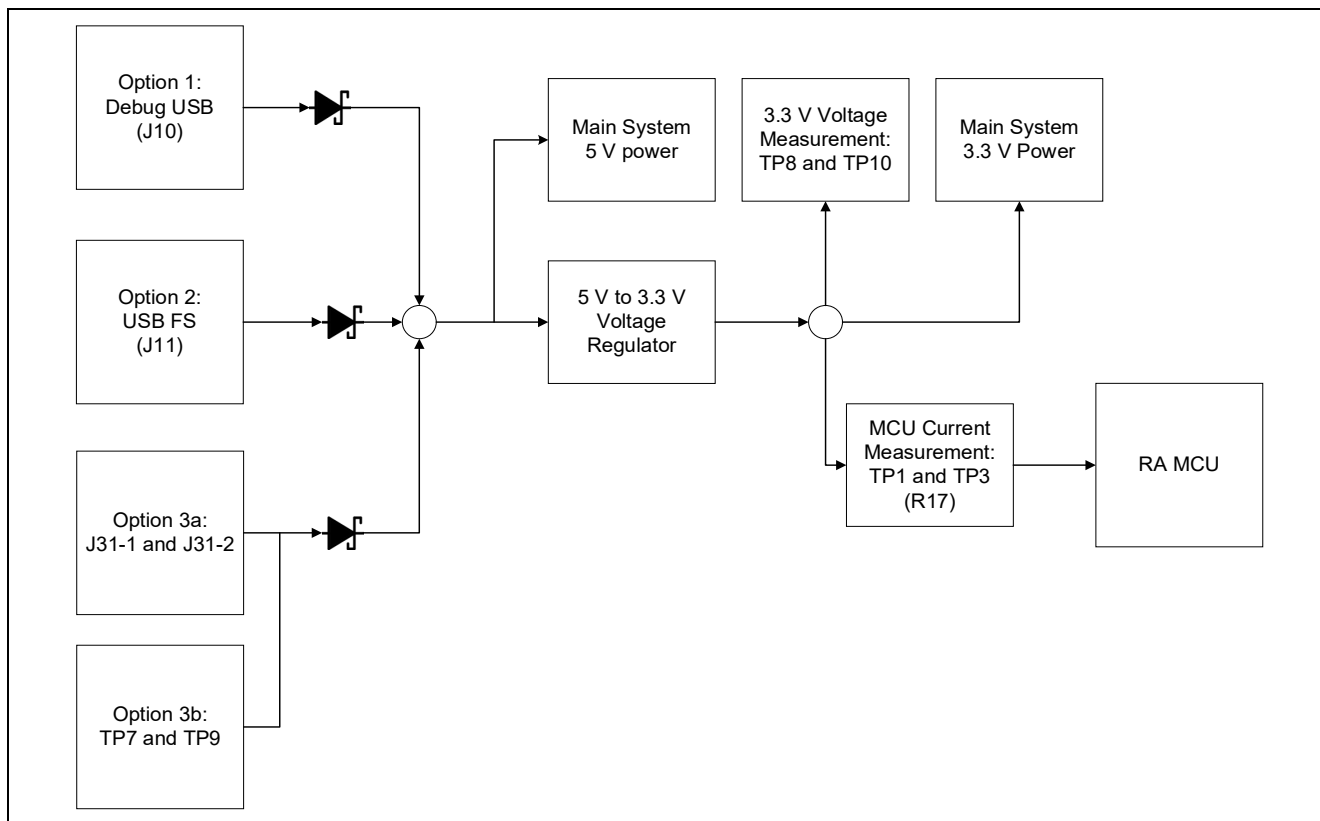 Option 1:
Debug USB
(J10)
Main System
5 V power
3.3 V Voltage
Measurement:
TP8 and TP10
Main System
3.3 V Power
Option 2:
USB FS
(J11)
5 V to 3.3 V
Voltage
Regulator
MCU Current
Measurement:
TP1 and TP3
(R17)
RA MCU
Option 3a:
J31-1 and J31-2
Option 3b:
TP7 and TP9